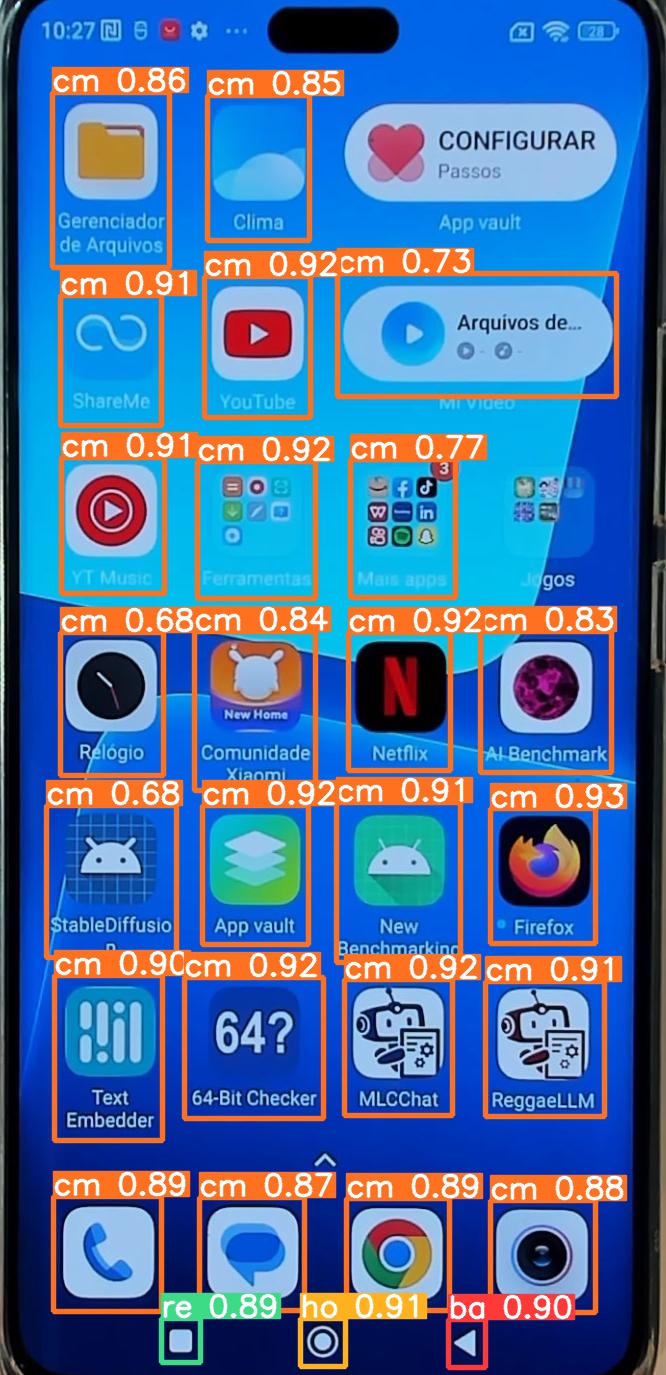 10:27
28
cm 0.86
cm 0.85
CONFIGURAR
Passos
Gerenciador
de Arquivos
Clima
App vault
cm 0.91
cm 0.92
cm 0.73
Arquivos de...
ShareMe
YouTube
Mi Video
cm 0.91
cm 0.92
cm 0.77
3
in
YT Music
Ferramentas
Mais apps
Jogos
cm 0.68
cm 0.84
cm 0.92
cm 0.83
N
New Home
Relógio
Comunidade
Xiaomi
Netflix
AI Benchmark
cm 0.68
cm 0.92
cm 0.91
cm 0.93
StableDiffusio
n
App vault
New
Benchmarking
Firefox
cm 0.90
cm 0.92
cm 0.92
cm 0.91
64?
Text
Embedder
64-Bit Checker
MLCChat
ReggaeLLM
cm 0.89
cm 0.87
cm 0.89
cm 0.88
re 0.89
ho 0.91
ba 0.90